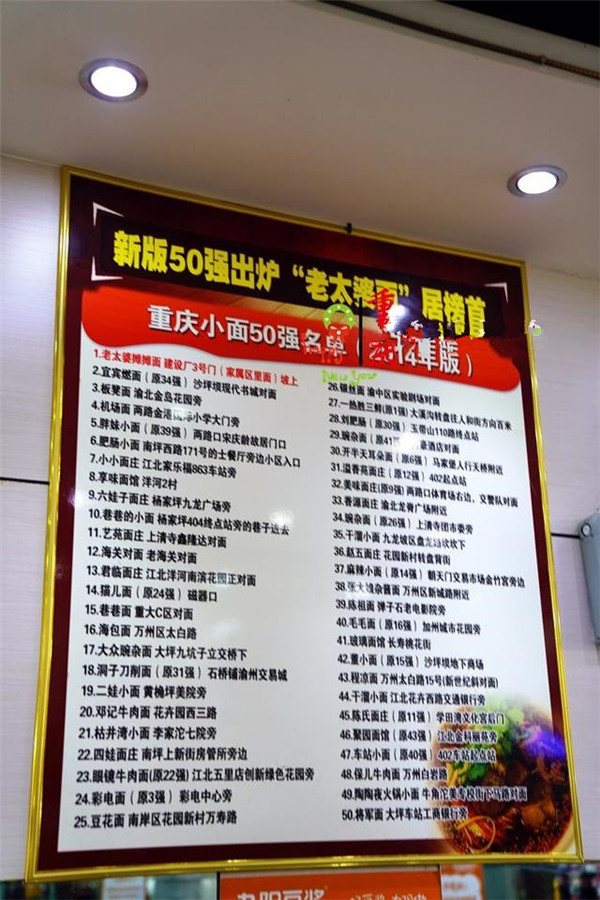 新版50强出炉“老太婆面”居榜首
重庆小面50强名单（2014年版）
1.老太婆摊摊面 建设厂3号门（家属区里面）坡上
2.宜宾燃面（原34强）沙坪坝现代书城对面
3.板凳面 渝北金岛花园旁
4.机场面 两路金港国际小学大门旁
5.胖妹小面（原39强）两路口宋庆龄故居门口
6.肥肠小面 南坪西路171号的士餐厅旁边小区入口
7.小小面庄 江北家乐福863车站旁
8.享味面馆 洋河2村
9.六娃子面庄 杨家坪九龙广场旁
10.巷巷的小面 杨家坪404终点站旁的巷子进去
11.艺苑面庄 上清寺鑫隆达对面
12.海关对面 老海关对面
13.君临面庄 江北洋河南滨花园正对面
14.猫儿面（原24强）磁器口
15.巷巷面 重大C区对面
16.海包面 万州区太白路
17.大众豌杂面 大坪九坑子立交桥下
18.洞子刀削面（原31强）石桥铺渝州交易城
19.二娃小面 黄桷坪美院旁
20.邓记牛肉面 花卉园西三路
21.枯井湾小面 李家沱七院旁
22.四娃面庄 南坪上新街房管所旁边
23.眼镜牛肉面(原22强) 江北五里店创新绿色花园旁
24.彩电面（原3强） 彩电中心旁
25.豆花面 南岸区花园新村万寿路
26.银丝面 渝中区实验剧场对面
27.一热胜三鲜(原1强) 大溪沟转盘往人和街方向百米
28.刘肥肠（原30强）玉带山110路终点站
29.豌杂面（原41强 豪酒店对面
30.开半天耳朵面（原6强）马家堡人行天桥附近
31.溢香苑面庄（原12强）402起点站
32.美味面庄(原9强) 两路口体育场右边，交警队对面
33.香源面庄 渝北龙脊广场附近
34.豌杂面（原26强）上清寺团市委旁
35.干溜小面 九龙坡区盘龙场坎下
36.赵五面庄 花园新村转盘背街
37.麻辣小面（原14强）朝天门交易市场金竹宫旁边
38.张大娘杂酱面 万州区新城路附近
39.陈祖面 弹子石老电影院旁
40.毛毛面（原16强）加州城市花园旁
41.玻璃面馆 长寿桃花街
42.董小面（原15强）沙坪坝地下商场
43.程凉面 万州太白路15号(新世纪斜对面)
44.干溜小面 江北花卉西路交通银行旁
45.陈氏面庄（原11强）学田湾文化宫后门
46.聚园面馆（原43强）江北金科丽苑旁
47.车站小面（原40强）402车站起点站
48.保儿牛肉面 万州白岩路
49.陶陶夜火锅小面 牛角沱美专校街下马路对面
50.将军面 大坪车站工商银行旁
New Year
九阳豆浆